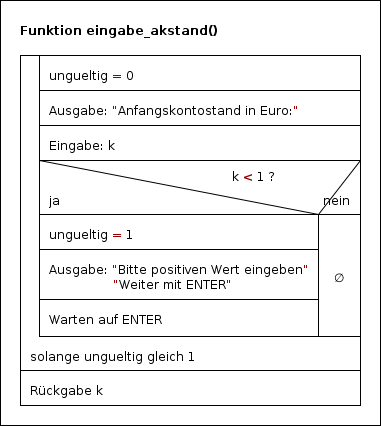 Funktion eingabe_akstand()
ungueltig = 0
Ausgabe: "Anfangskontostand in Euro:"
Eingabe: k
k < 1 ?
ja
nein
ungueltig = 1
Ausgabe: "Bitte positiven Wert eingeben"
"Weiter mit ENTER"
∅
Warten auf ENTER
solange ungueltig gleich 1
Rückgabe k